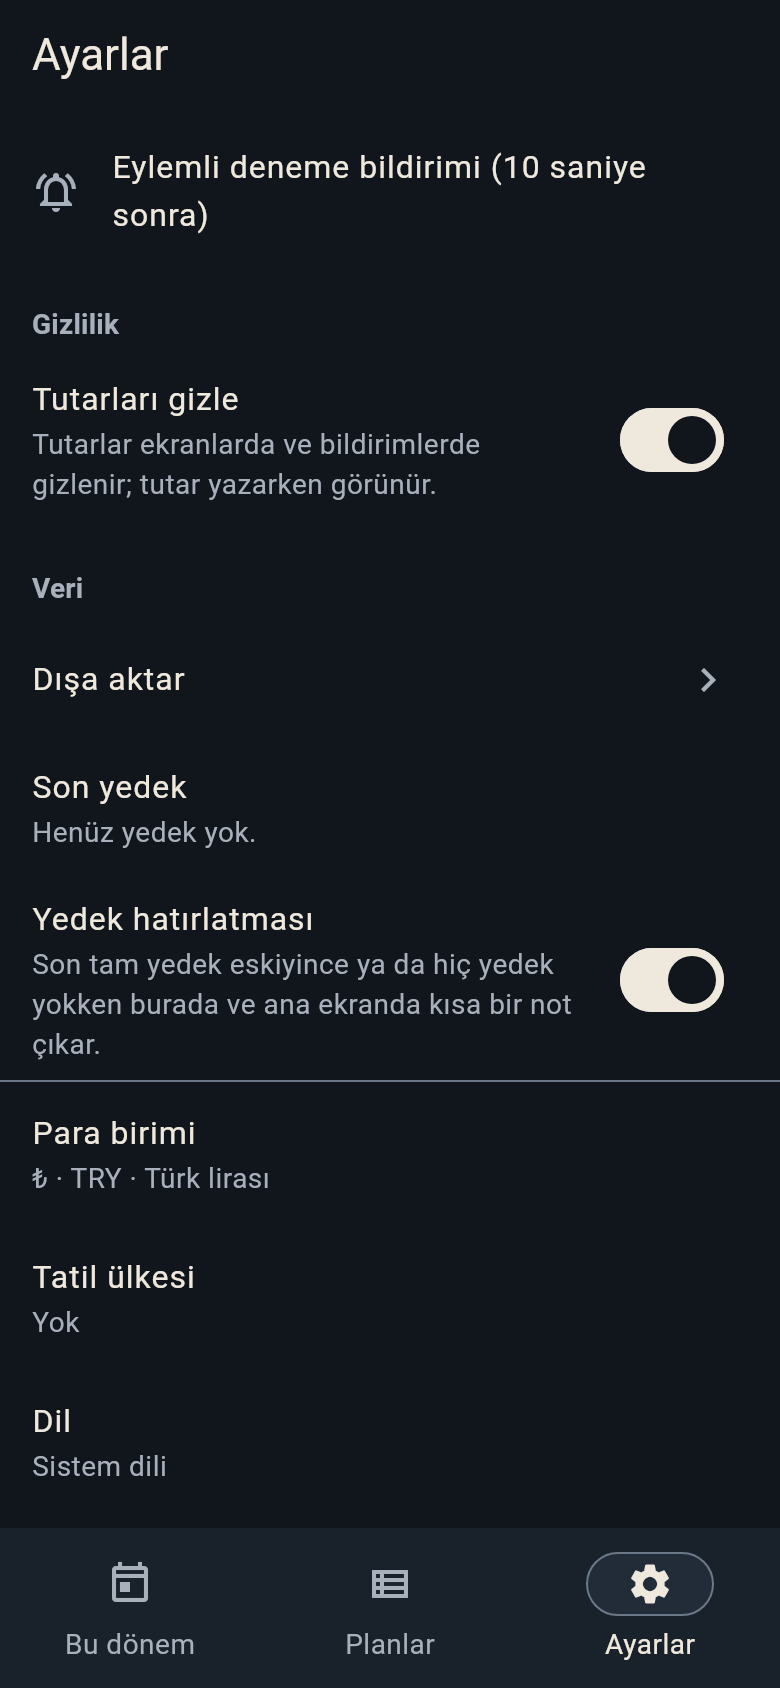 Ayarlar
Eylemli deneme bildirimi (10 saniye
sonra)
Gizlilik
Tutarları gizle
Tutarlar ekranlarda ve bildirimlerde
gizlenir; tutar yazarken görünür.
Veri
Dışa aktar
Son yedek
Henüz yedek yok.
Yedek hatırlatması
Son tam yedek eskiyince ya da hiç yedek
yokken burada ve ana ekranda kısa bir not
çıkar.
Para birimi
₺ · TRY · Türk lirası
Tatil ülkesi
Yok
Dil
Sistem dili
Bu dönem
Planlar
Ayarlar